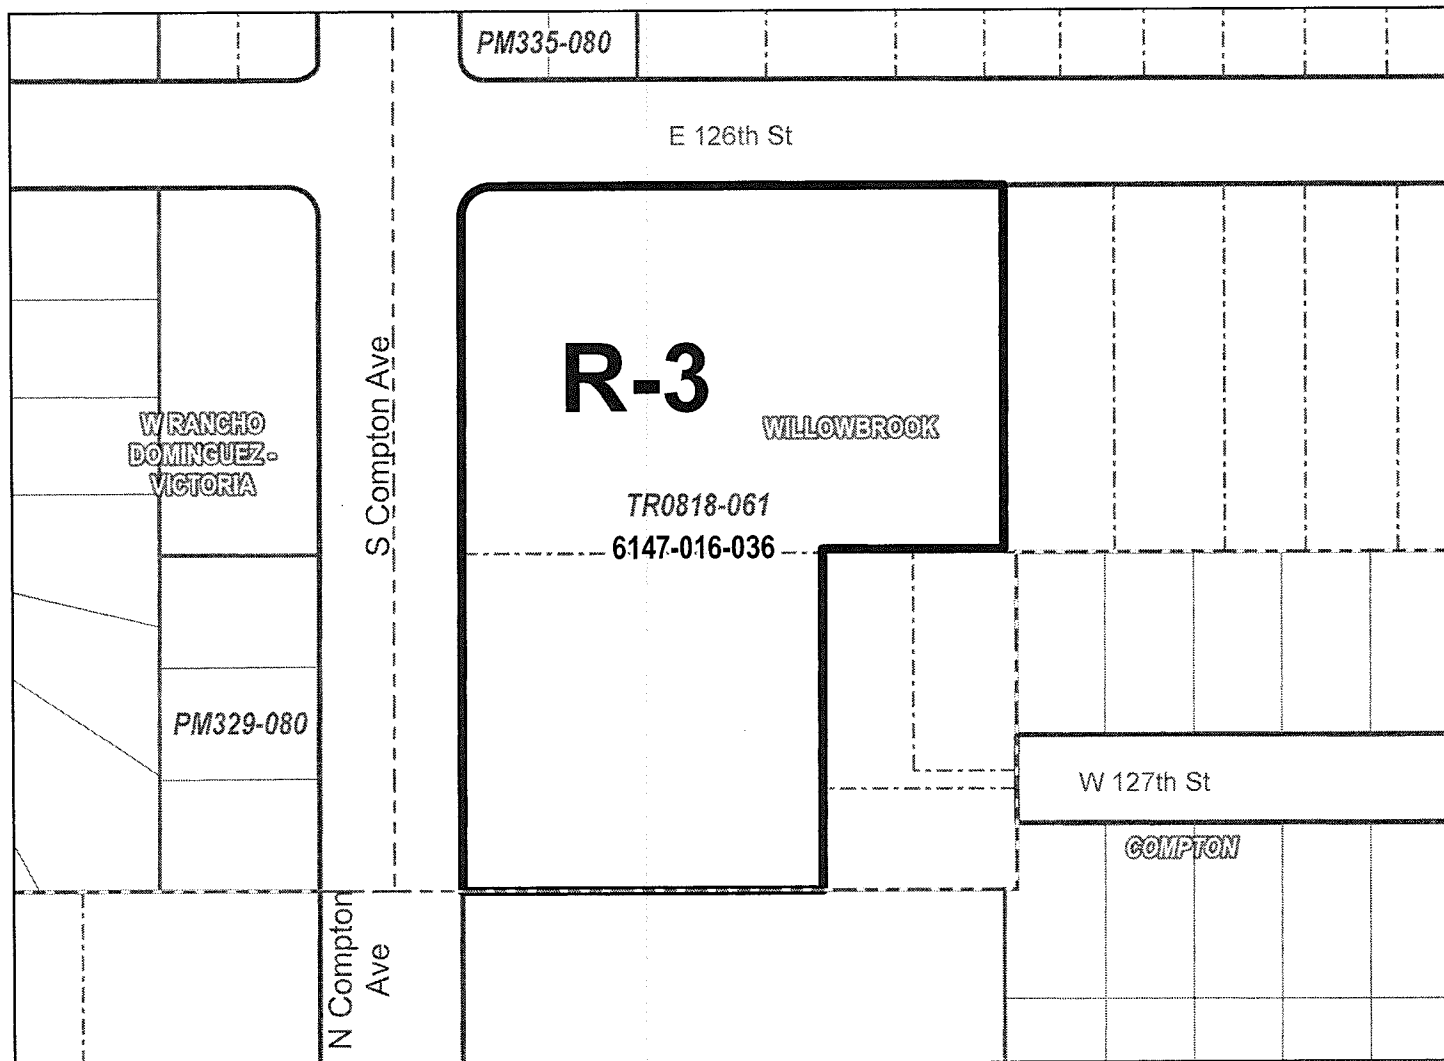 PM335-080
E 126th St
S Compton Ave
R-3
W RANCHO
DOMINGUEZ -
VICTORIA
WILLOWBROOK
TR0818-061
6147-016-036
PM329-080
W 127th St
COMPTON
N Compton
Ave